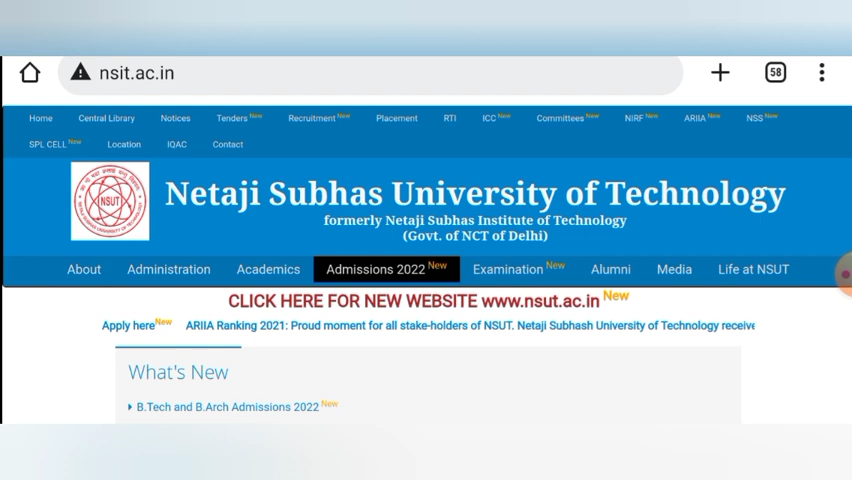 nsit.ac.in
58
Home Central Library Notices Tenders New Recruitment New Placement RTI ICC New Committees New NIRF New ARIIA New NSS New
SPL CELL New Location IQAC Contact
NSUT
Netaji Subhas University of Technology
formerly Netaji Subhas Institute of Technology
(Govt. of NCT of Delhi)
About Administration Academics Admissions 2022 New Examination New Alumni Media Life at NSUT
CLICK HERE FOR NEW WEBSITE www.nsut.ac.in New
Apply here New ARIIA Ranking 2021: Proud moment for all stake-holders of NSUT. Netaji Subhash University of Technology receive
What's New
B.Tech and B.Arch Admissions 2022 New